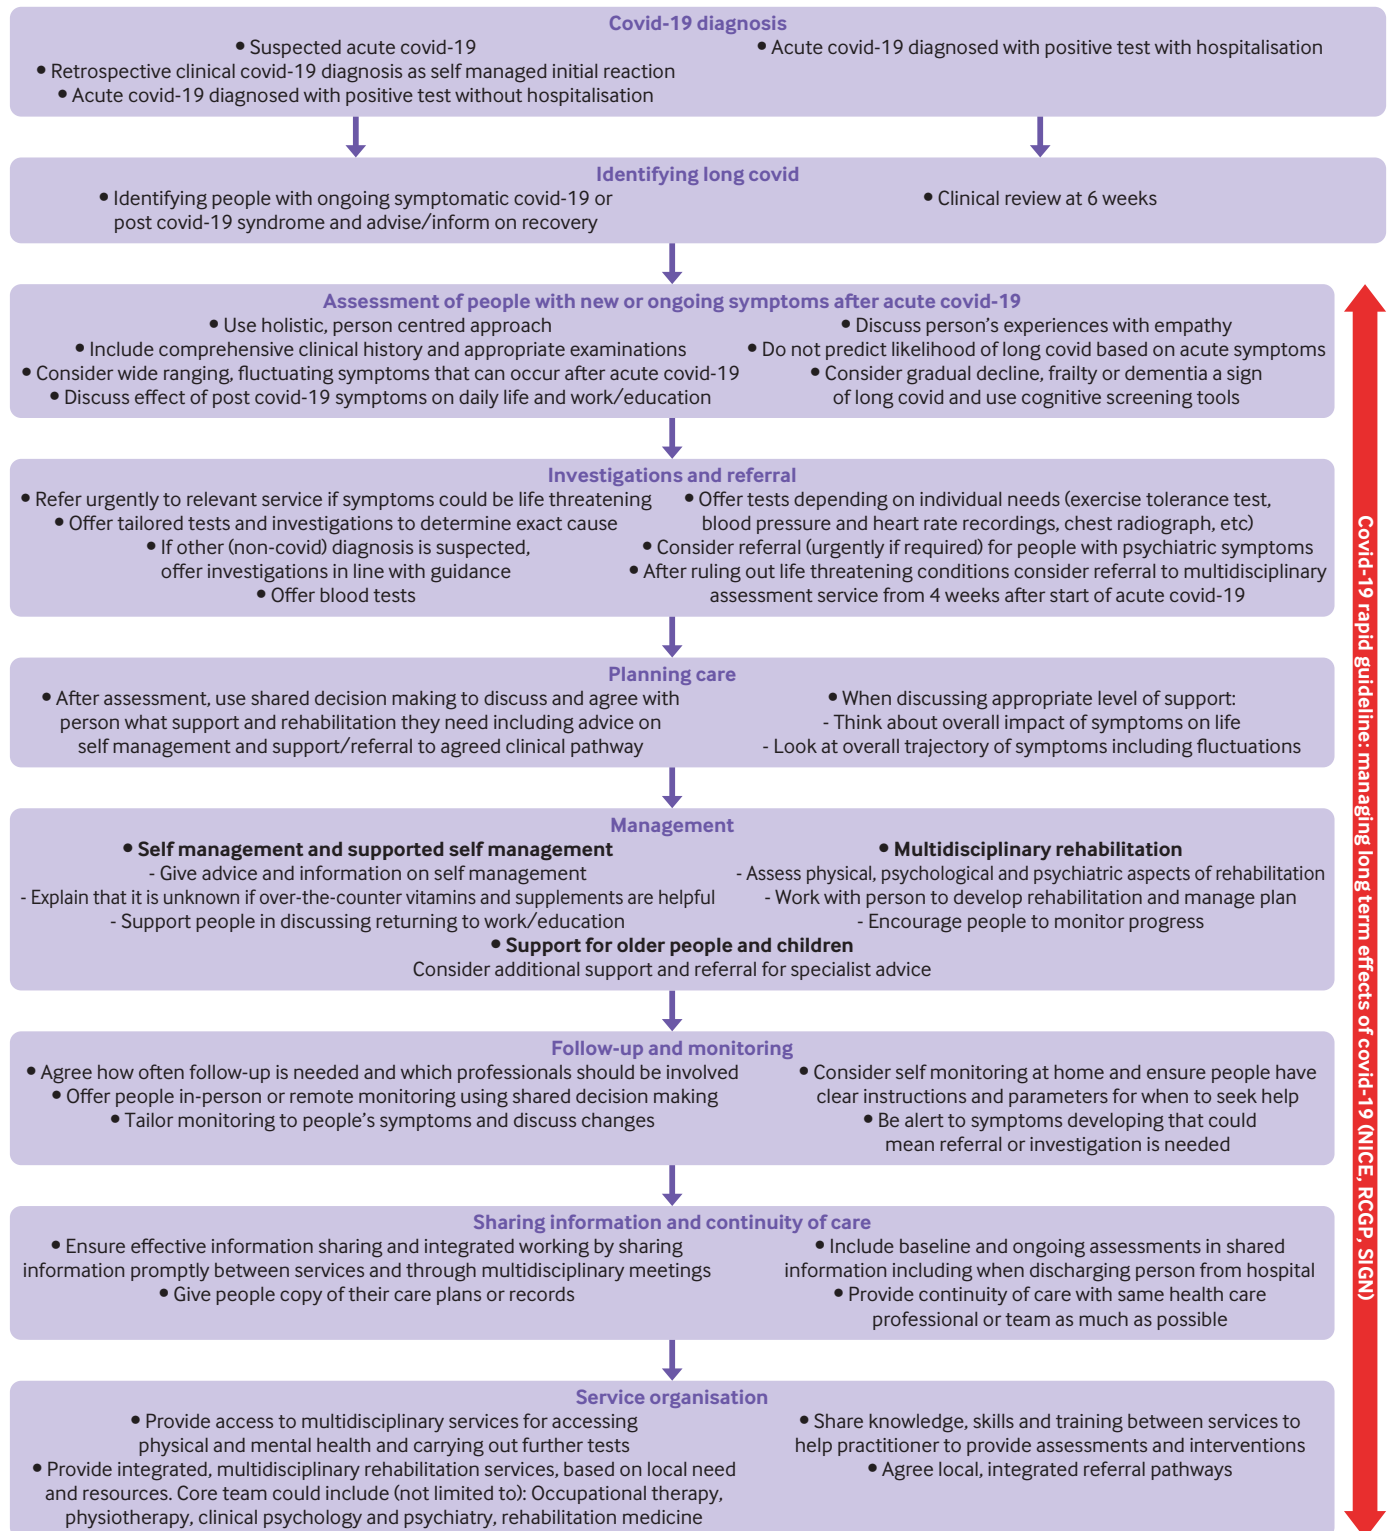 Covid-19 diagnosis
• Suspected acute covid-19
• Retrospective clinical covid-19 diagnosis as self managed initial reaction
• Acute covid-19 diagnosed with positive test without hospitalisation
• Acute covid-19 diagnosed with positive test with hospitalisation
Identifying long covid
• Identifying people with ongoing symptomatic covid-19 or
post covid-19 syndrome and advise/inform on recovery
• Clinical review at 6 weeks
Assessment of people with new or ongoing symptoms after acute covid-19
• Use holistic, person centred approach
• Include comprehensive clinical history and appropriate examinations
• Consider wide ranging, fluctuating symptoms that can occur after acute covid-19
• Discuss effect of post covid-19 symptoms on daily life and work/education
• Discuss person's experiences with empathy
• Do not predict likelihood of long covid based on acute symptoms
• Consider gradual decline, frailty or dementia a sign
of long covid and use cognitive screening tools
Investigations and referral
• Refer urgently to relevant service if symptoms could be life threatening
• Offer tailored tests and investigations to determine exact cause
• If other (non-covid) diagnosis is suspected,
offer investigations in line with guidance
• Offer blood tests
• Offer tests depending on individual needs (exercise tolerance test,
blood pressure and heart rate recordings, chest radiograph, etc)
• Consider referral (urgently if required) for people with psychiatric symptoms
• After ruling out life threatening conditions consider referral to multidisciplinary
assessment service from 4 weeks after start of acute covid-19
Planning care
• After assessment, use shared decision making to discuss and agree with
person what support and rehabilitation they need including advice on
self management and support/referral to agreed clinical pathway
• When discussing appropriate level of support:
- Think about overall impact of symptoms on life
- Look at overall trajectory of symptoms including fluctuations
Management
• Self management and supported self management
- Give advice and information on self management
- Explain that it is unknown if over-the-counter vitamins and supplements are helpful
- Support people in discussing returning to work/education
• Multidisciplinary rehabilitation
- Assess physical, psychological and psychiatric aspects of rehabilitation
- Work with person to develop rehabilitation and manage plan
- Encourage people to monitor progress
• Support for older people and children
Consider additional support and referral for specialist advice
Follow-up and monitoring
• Agree how often follow-up is needed and which professionals should be involved
• Offer people in-person or remote monitoring using shared decision making
• Tailor monitoring to people's symptoms and discuss changes
• Consider self monitoring at home and ensure people have
clear instructions and parameters for when to seek help
• Be alert to symptoms developing that could
mean referral or investigation is needed
Sharing information and continuity of care
• Ensure effective information sharing and integrated working by sharing
information promptly between services and through multidisciplinary meetings
• Give people copy of their care plans or records
• Include baseline and ongoing assessments in shared
information including when discharging person from hospital
• Provide continuity of care with same health care
professional or team as much as possible
Service organisation
• Provide access to multidisciplinary services for accessing
physical and mental health and carrying out further tests
• Provide integrated, multidisciplinary rehabilitation services, based on local need
and resources. Core team could include (not limited to): Occupational therapy,
physiotherapy, clinical psychology and psychiatry, rehabilitation medicine
• Share knowledge, skills and training between services to
help practitioner to provide assessments and interventions
• Agree local, integrated referral pathways
Covid-19 rapid guideline: managing long term effects of covid-19 (NICE, RCGP, SIGN)